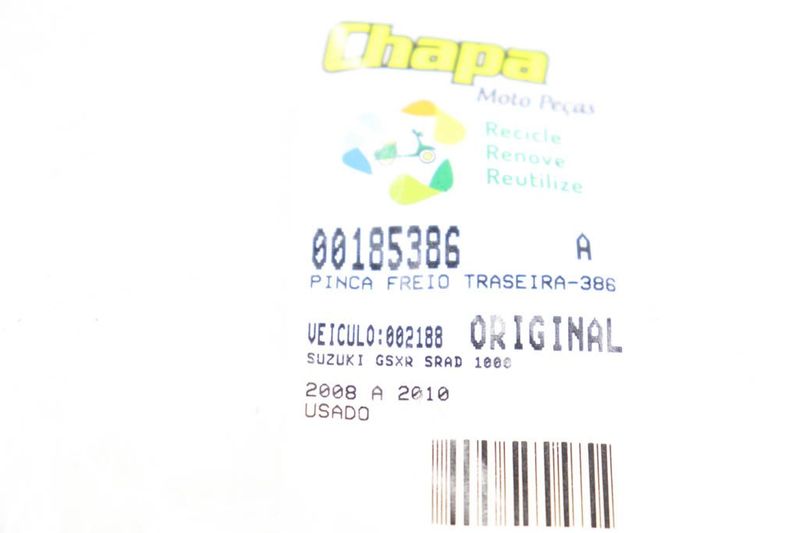 Chapa
Moto Peças
Recicle
Renove
Reutilize
00185386 A
PINCA FREIO TRASEIRA-386
VEICULO:002188 ORIGINAL
SUZUKI GSXR SRAD 1000
2008 A 2010
USADO